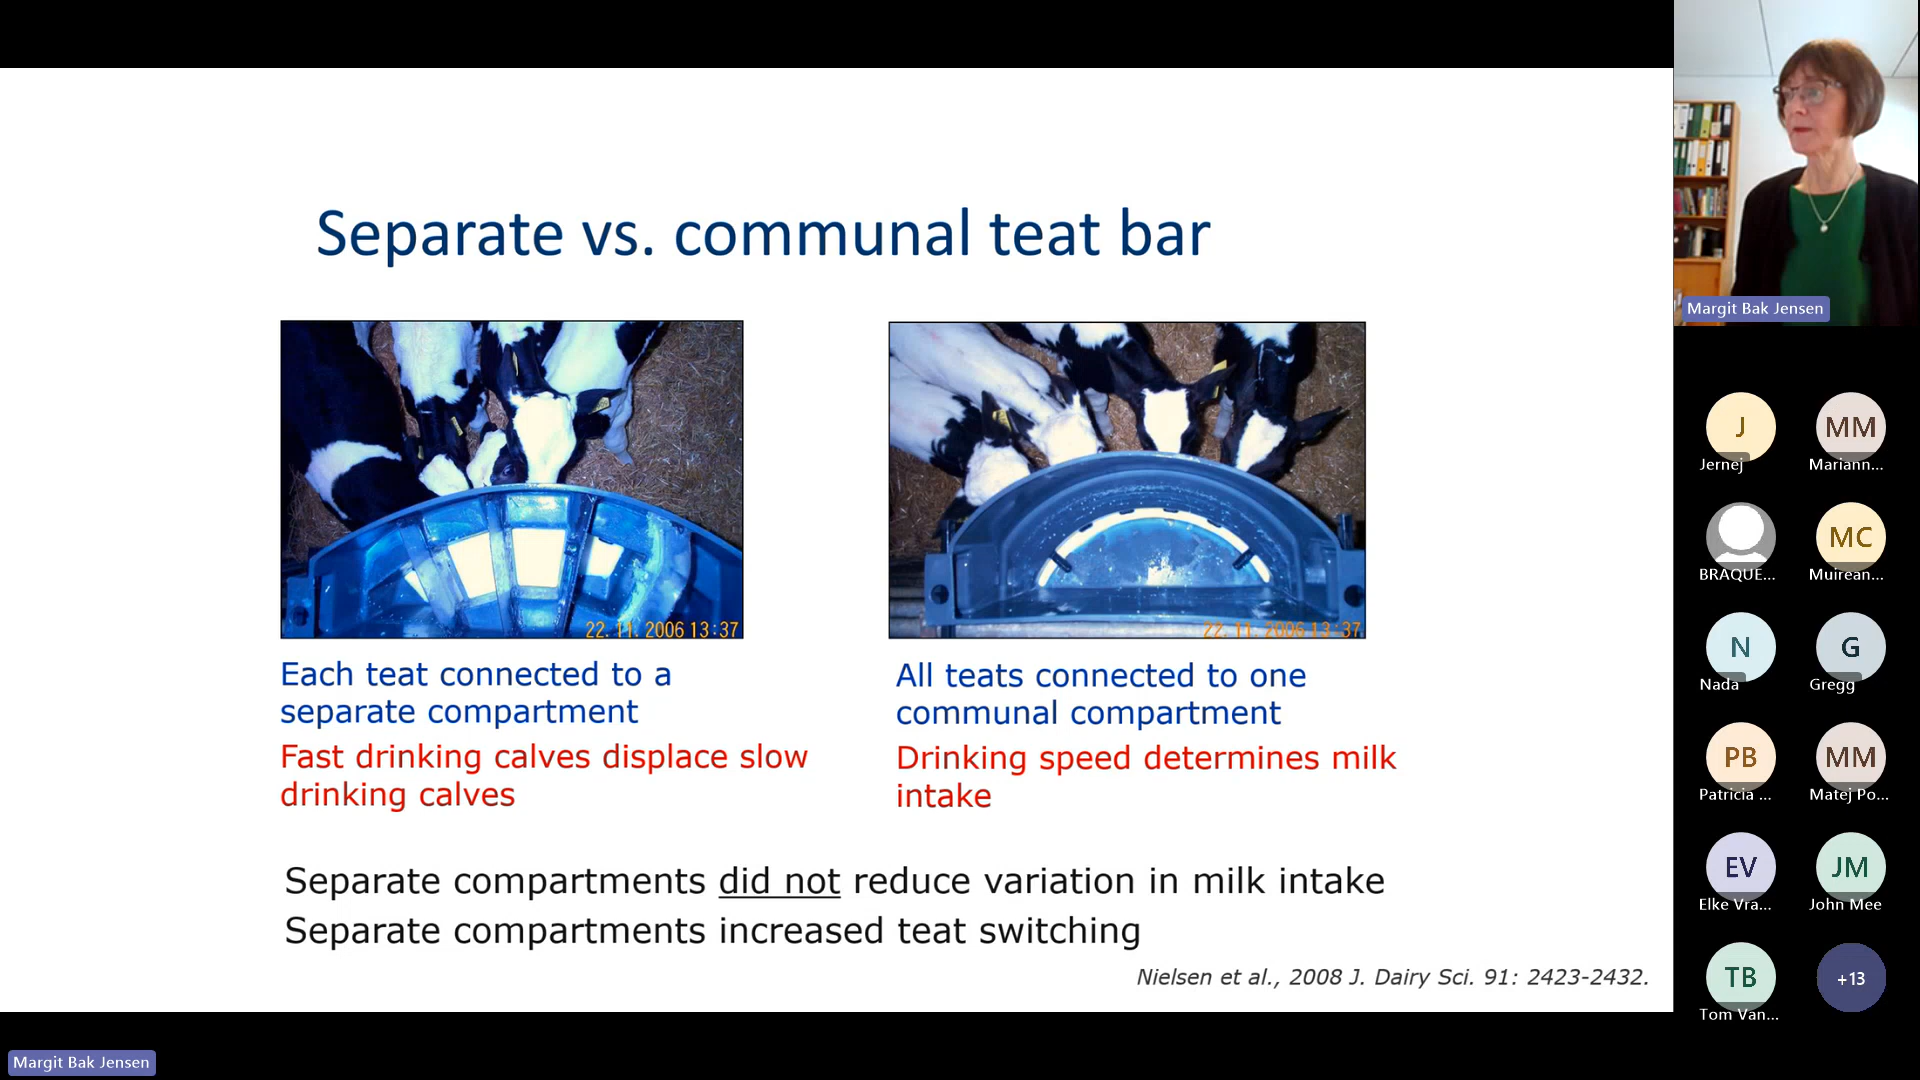 Separate vs. communal teat bar
22. 11. 2006 13:37
22. 11. 2006 13:37
Each teat connected to a
separate compartment
Fast drinking calves displace slow
drinking calves
All teats connected to one
communal compartment
Drinking speed determines milk
intake
Separate compartments did not reduce variation in milk intake
Separate compartments increased teat switching
Nielsen et al., 2008 J. Dairy Sci. 91: 2423-2432.
Margit Bak Jensen
Margit Bak Jensen
J
Jernej
MM
Mariann...
BRAQUE...
MC
Muirean...
N
Nada
G
Gregg
PB
Patricia ...
MM
Matej Po...
EV
Elke Vra...
JM
John Mee
TB
Tom Van...
+13